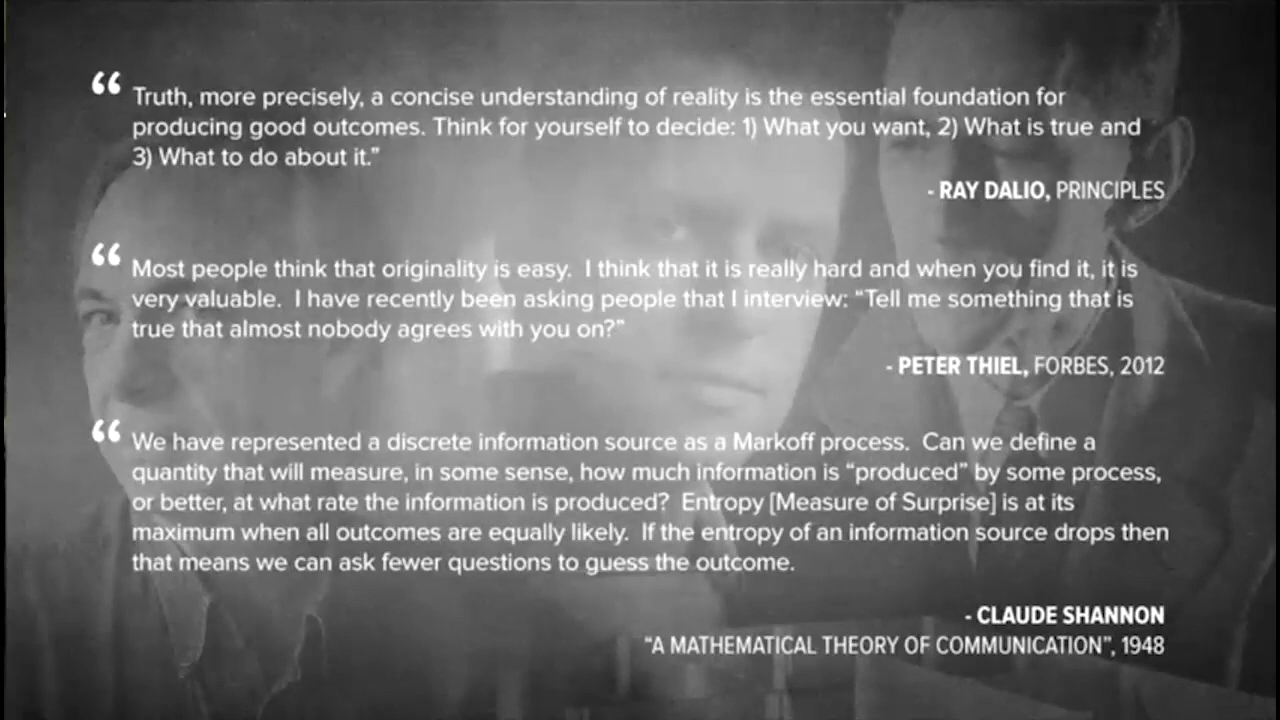 “ Truth, more precisely, a concise understanding of reality is the essential foundation for
producing good outcomes. Think for yourself to decide: 1) What you want, 2) What is true and
3) What to do about it.”
- RAY DALIO, PRINCIPLES
“ Most people think that originality is easy.  I think that it is really hard and when you find it, it is
very valuable.  I have recently been asking people that I interview: “Tell me something that is
true that almost nobody agrees with you on?”
- PETER THIEL, FORBES, 2012
“ We have represented a discrete information source as a Markoff process.  Can we define a
quantity that will measure, in some sense, how much information is “produced” by some process,
or better, at what rate the information is produced?  Entropy [Measure of Surprise] is at its
maximum when all outcomes are equally likely.  If the entropy of an information source drops then
that means we can ask fewer questions to guess the outcome.
- CLAUDE SHANNON
“A MATHEMATICAL THEORY OF COMMUNICATION”, 1948